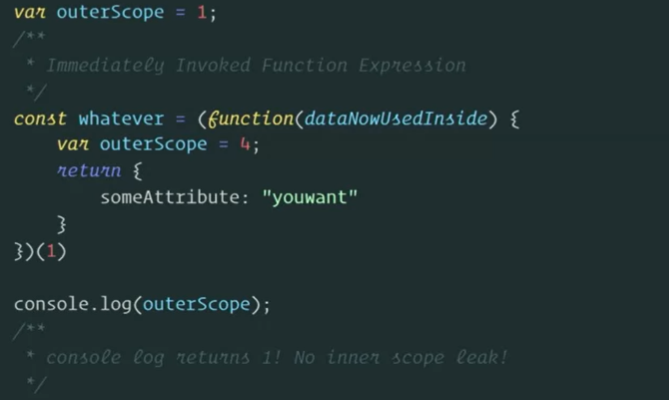 var outerScope = 1;
/**
 * Immediately Invoked Function Expression
 */
const whatever = (function(dataNowUsedInside) {
    var outerScope = 4;
    return {
        someAttribute: "youwant"
    }
})(1)

console.log(outerScope);
/**
 * console log returns 1! No inner scope leak!
 */